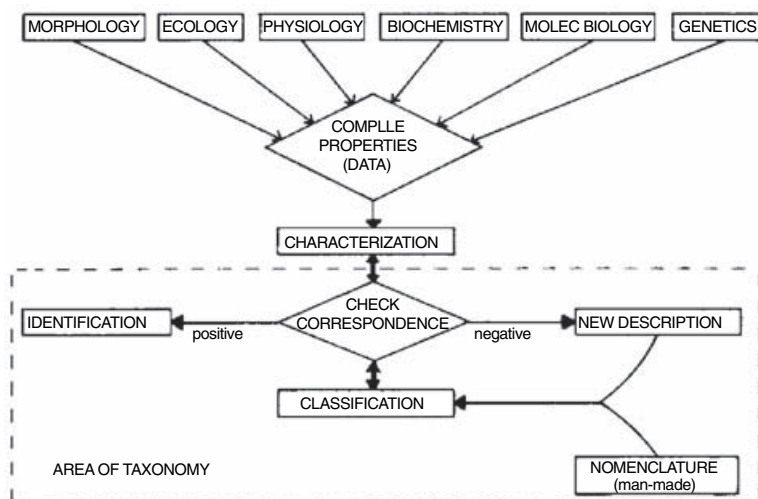 MORPHOLOGY ECOLOGY PHYSIOLOGY BIOCHEMISTRY MOLEC BIOLOGY GENETICS
COMPLLE
PROPERTIES
(DATA)
CHARACTERIZATION
CHECK
CORRESPONDENCE
IDENTIFICATION
positive
negative
NEW DESCRIPTION
CLASSIFICATION
AREA OF TAXONOMY
NOMENCLATURE
(man-made)